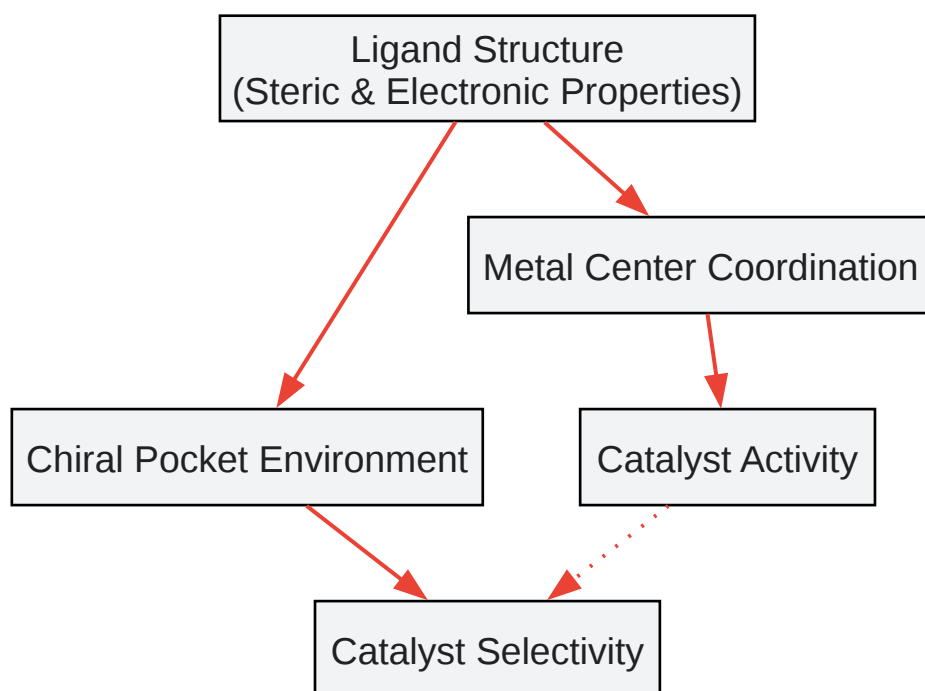 Ligand Structure
(Steric & Electronic Properties)
Metal Center Coordination
Chiral Pocket Environment
Catalyst Activity
Catalyst Selectivity